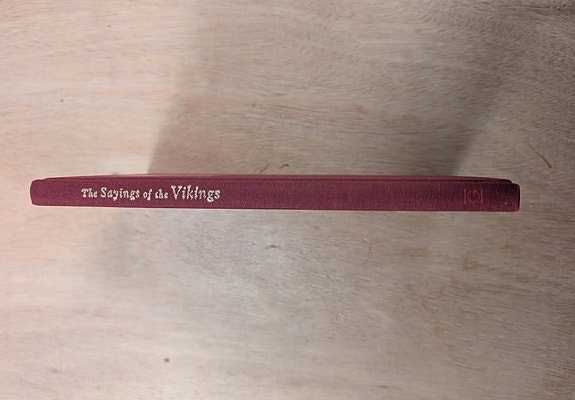 The Sayings of the Vikings